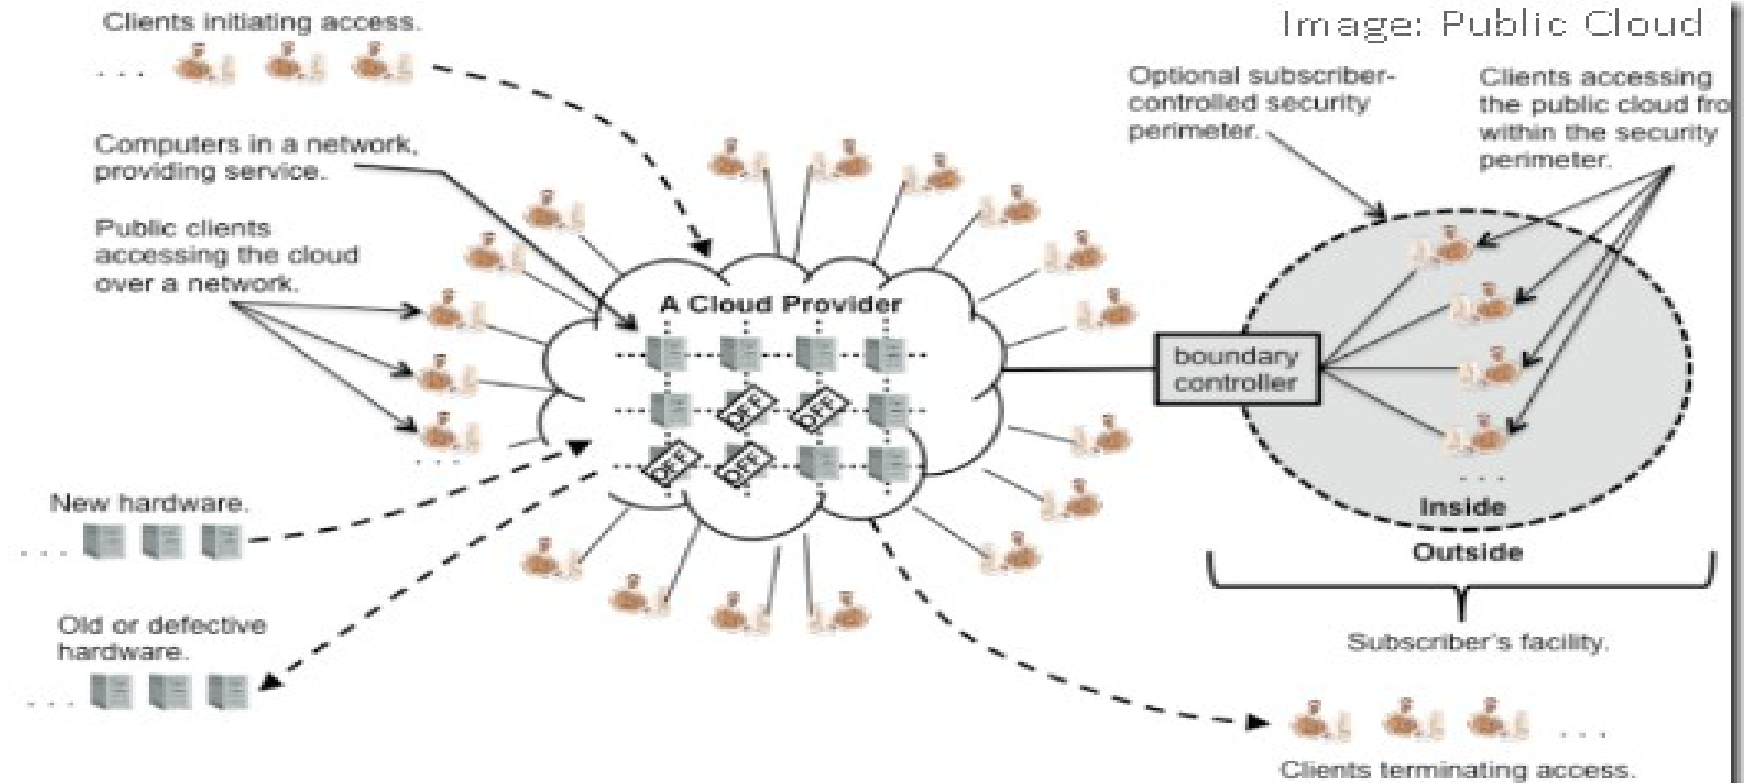 Image: Public Cloud
Clients initiating access.
. . .
Computers in a network,
providing service.
Public clients
accessing the cloud
over a network.
. . .
New hardware.
. . .
Old or defective
hardware.
. . .
A Cloud Provider
OFF
OFF
OFF
OFF
Optional subscriber-
controlled security
perimeter.
Clients accessing
the public cloud fro
within the security
perimeter.
boundary
controller
. . .
Inside
Outside
Subscriber's facility.
. . .
Clients terminating access.